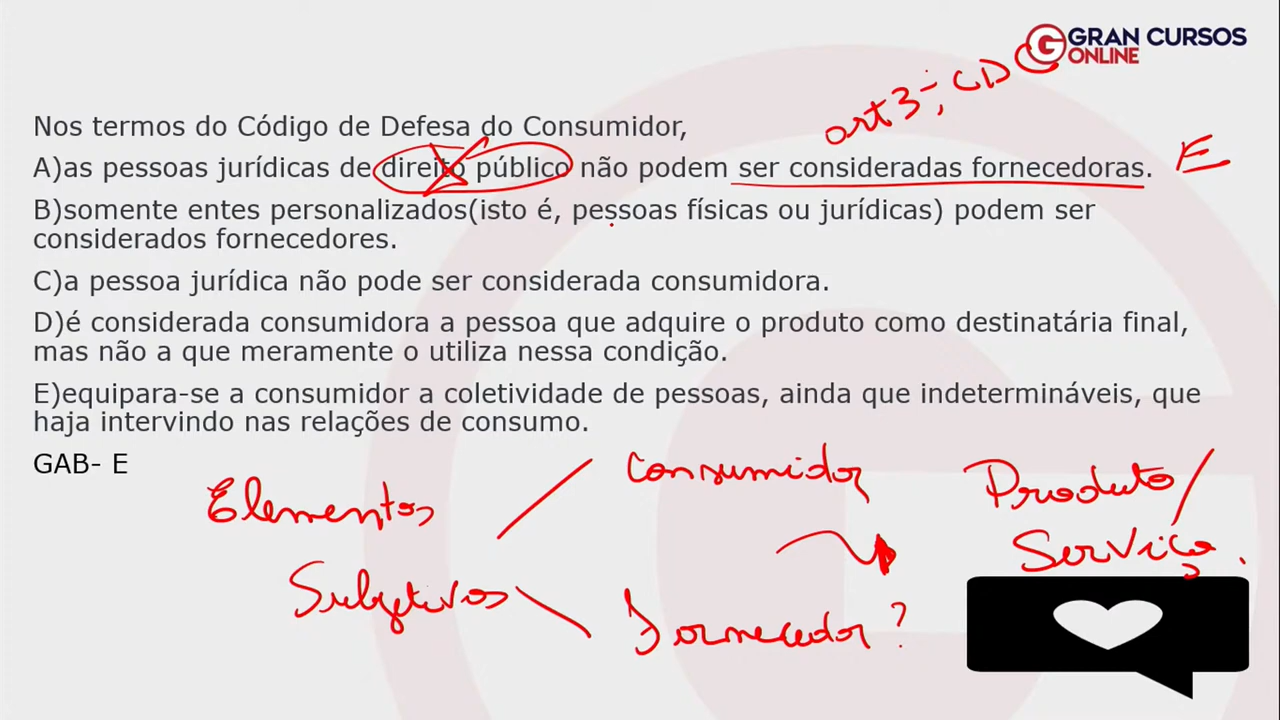 GRAN CURSOS
ONLINE
art 3º; CDC
Nos termos do Código de Defesa do Consumidor,
A)as pessoas jurídicas de direito público não podem ser consideradas fornecedoras. E
B)somente entes personalizados(isto é, pessoas físicas ou jurídicas) podem ser
considerados fornecedores.
C)a pessoa jurídica não pode ser considerada consumidora.
D)é considerada consumidora a pessoa que adquire o produto como destinatária final,
mas não a que meramente o utiliza nessa condição.
E)equipara-se a consumidor a coletividade de pessoas, ainda que indetermináveis, que
haja intervindo nas relações de consumo.
GAB- E
Elementos
Subjetivos
Consumidor
Fornecedor?
Produto/
Serviço.